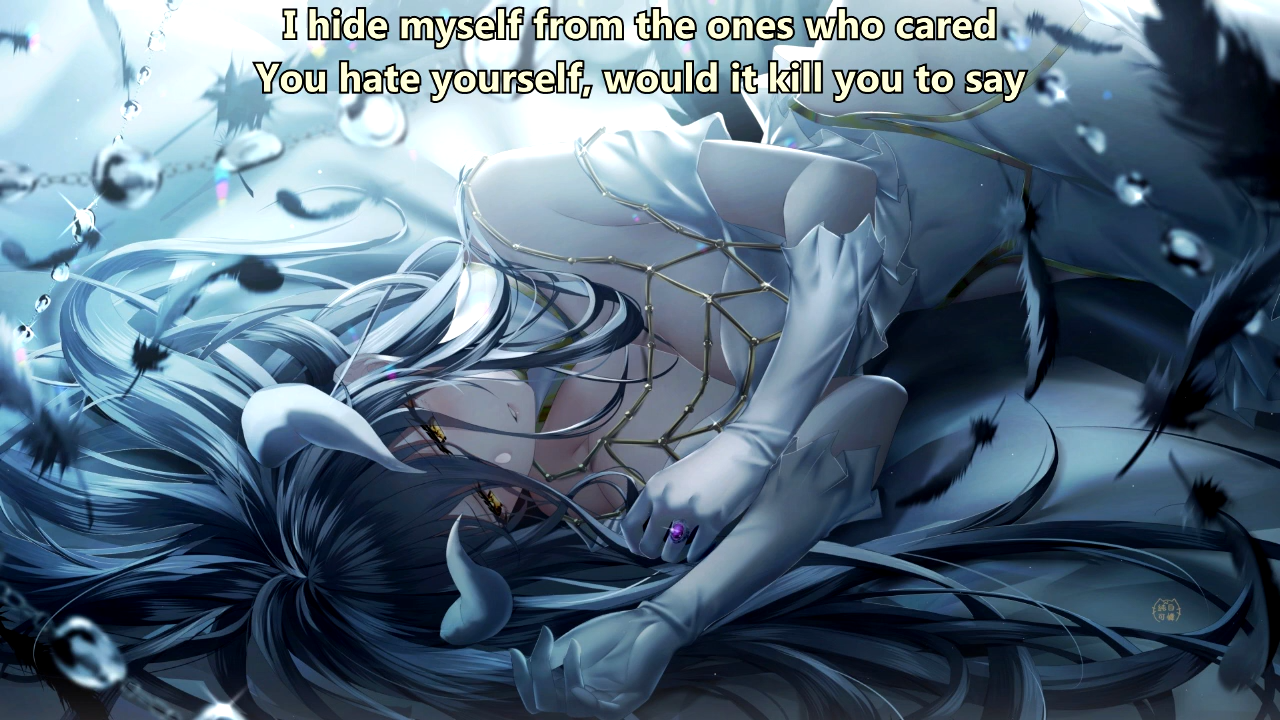 I hide myself from the ones who cared
You hate yourself, would it kill you to say